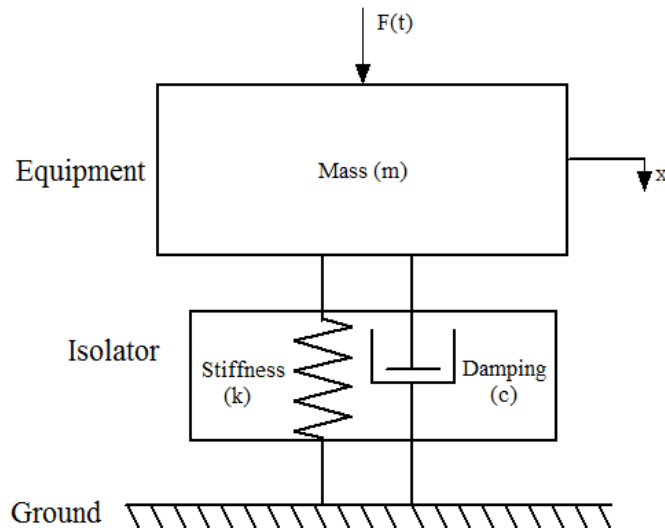 F(t)
Equipment
Mass (m)
x
Isolator
Stiffness
(k)
Damping
(c)
Ground